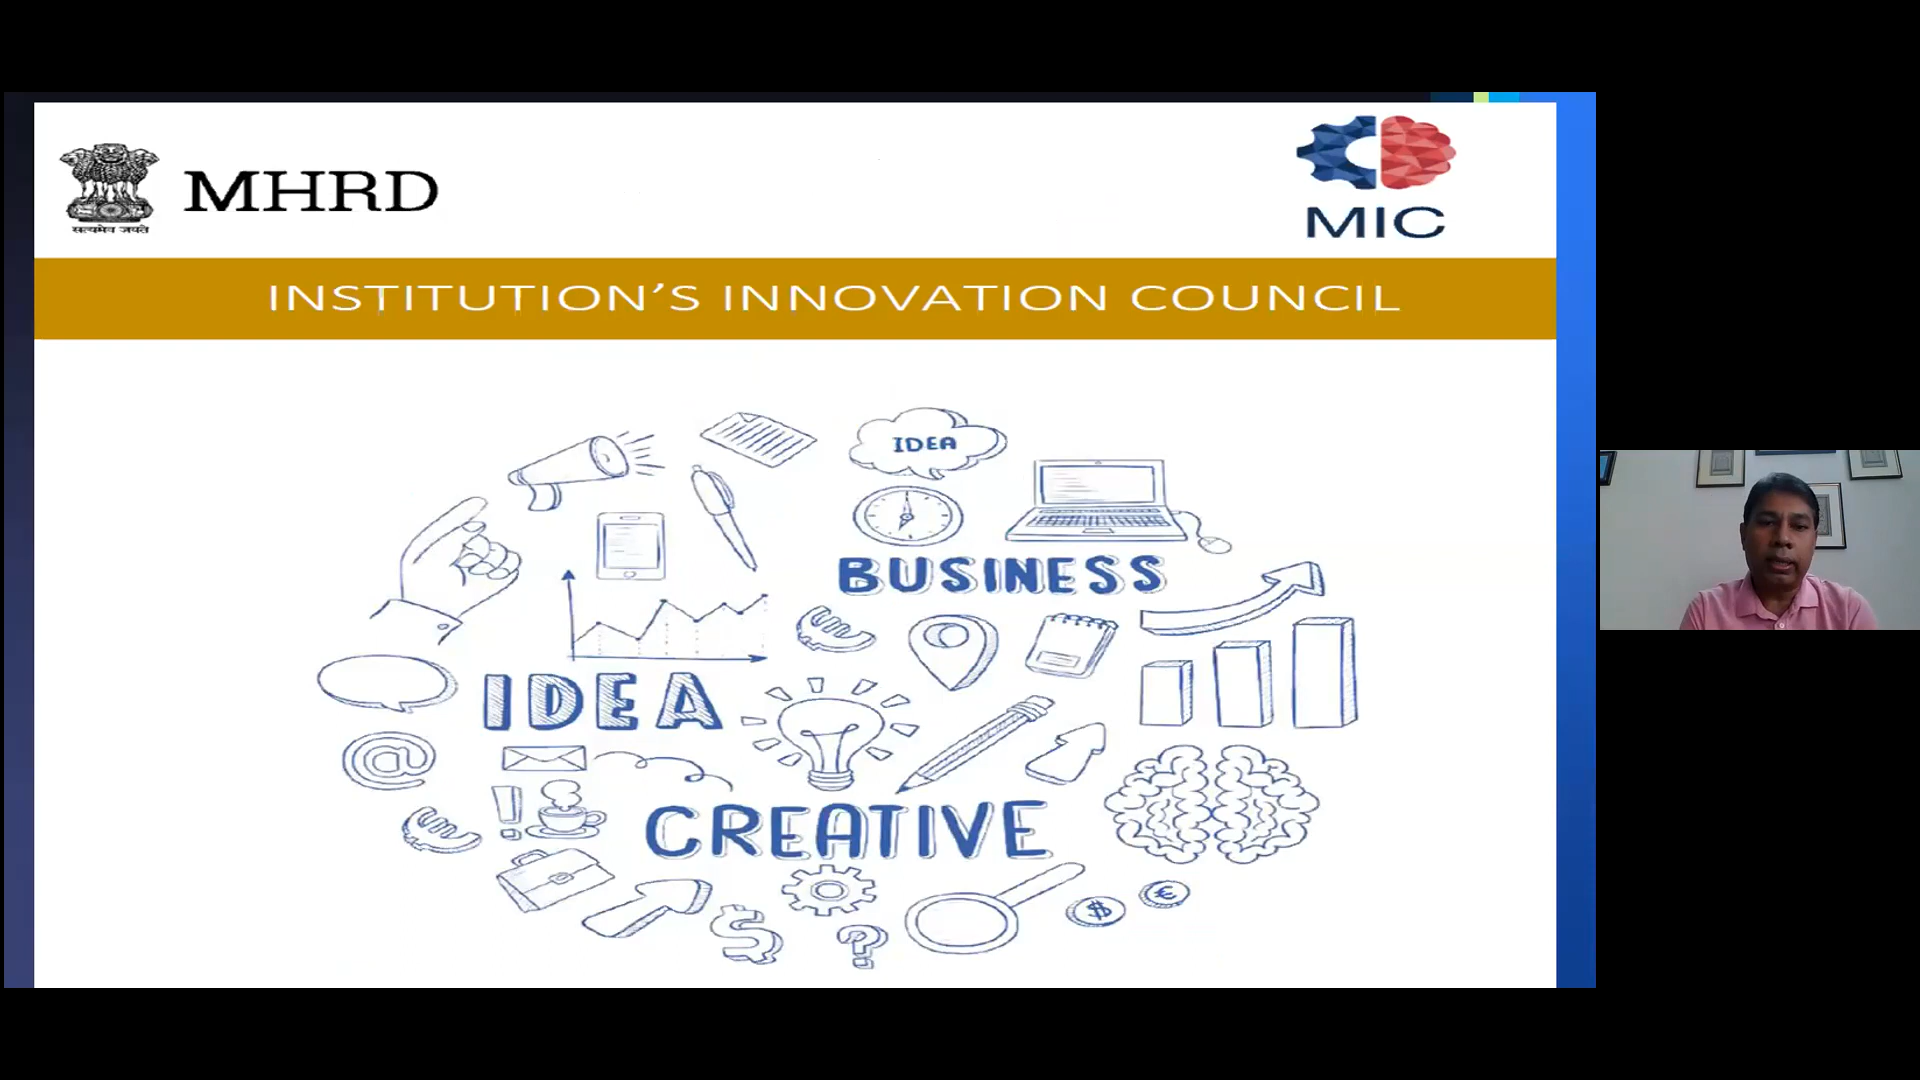 सत्यमेव जयते
MHRD
MIC
INSTITUTION’S INNOVATION COUNCIL
IDEA
BUSINESS
IDEA
CREATIVE